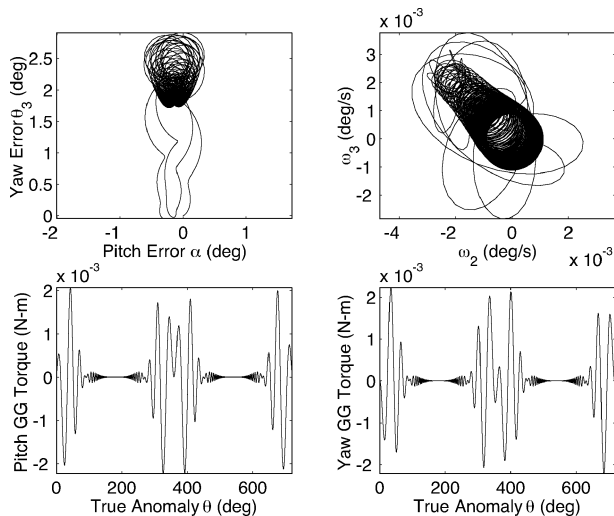 Yaw Error θ₃ (deg)
2.5
2
1.5
1
0.5
0
-2 -1 0 1
Pitch Error α (deg)
x 10⁻³
ω₃ (deg/s)
3
2
1
0
-1
-2
-4 -2 0 2
ω₂ (deg/s)
x 10⁻³
x 10⁻³
Pitch GG Torque (N-m)
2
1
0
-1
-2
0 200 400 600
True Anomaly θ (deg)
x 10⁻³
Yaw GG Torque (N-m)
2
1
0
-1
-2
0 200 400 600
True Anomaly θ (deg)